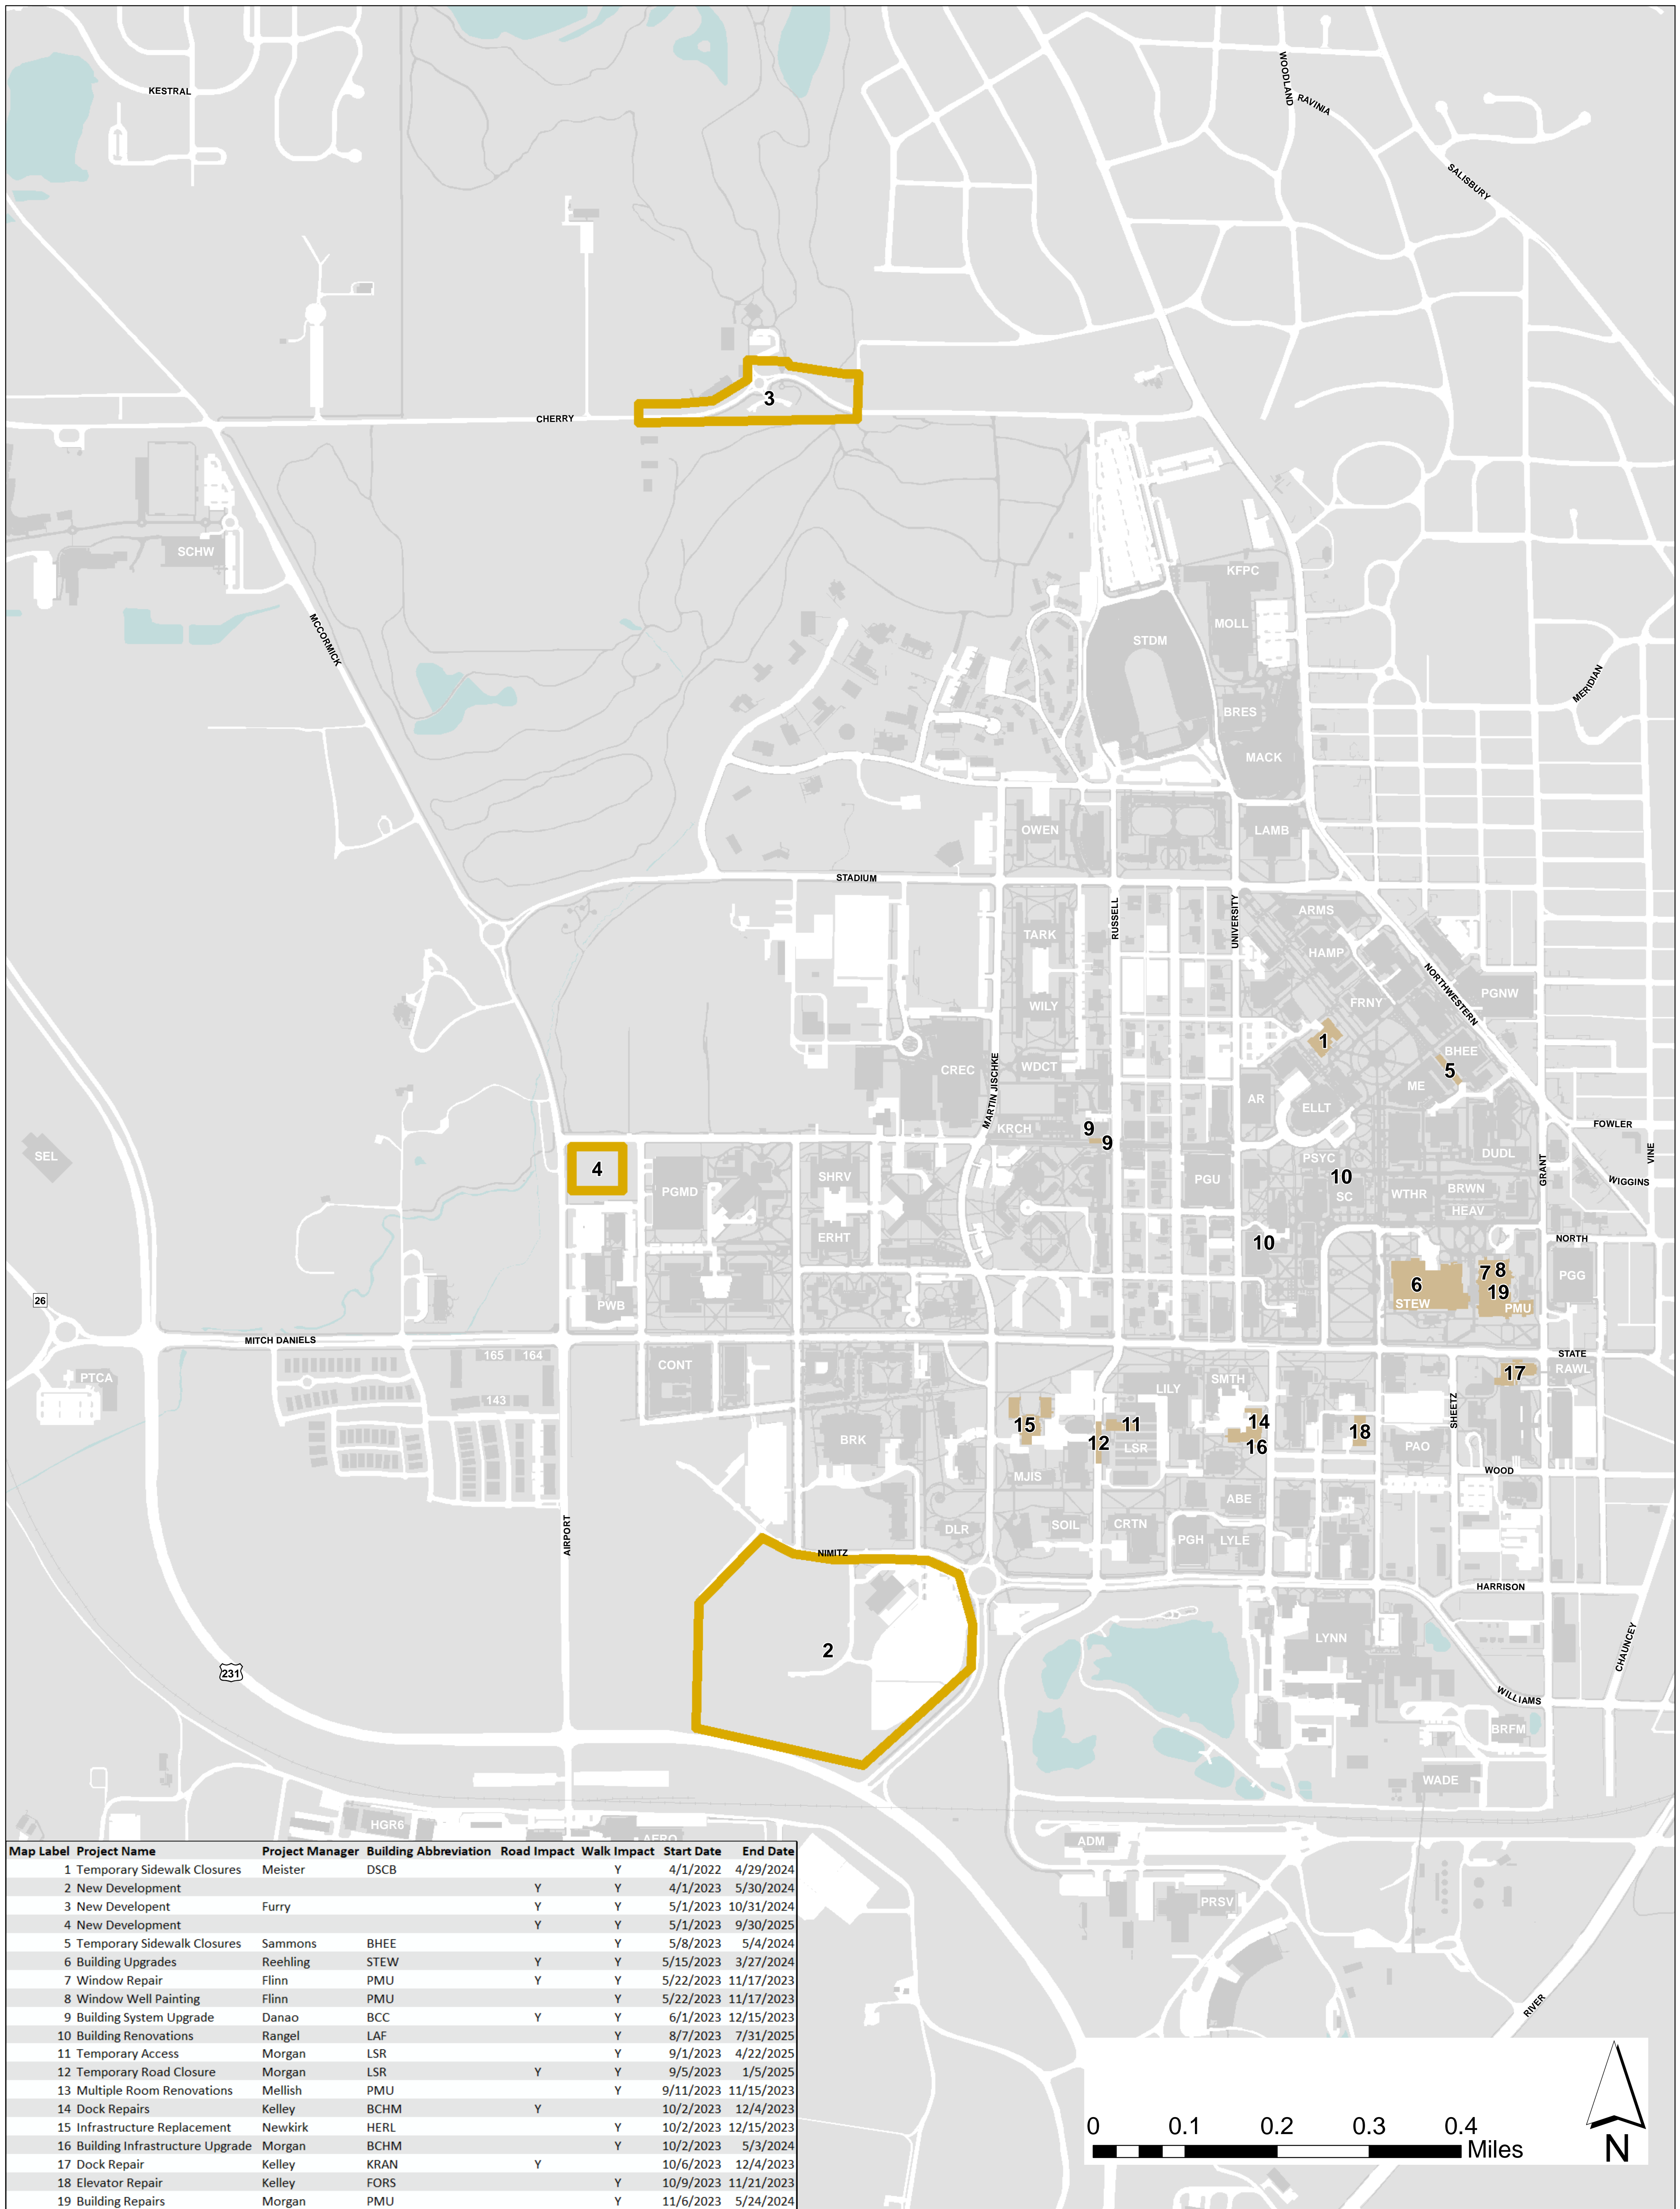 KESTRAL
WOODLAND
RAVINIA
SALISBURY
3
CHERRY
SCHW
KFPC
MCCORMICK
MOLL
STDM
MERIDIAN
BRES
MACK
OWEN
LAMB
STADIUM
RUSSELL
UNIVERSITY
ARMS
TARK
HAMP
NORTHWESTERN
PGNW
WILY
FRNY
1
BHEE
5
CREC
WDCT
ME
MARTIN JISCHKE
AR
ELLT
KRCH
9
9
FOWLER
SEL
4
DUDL
VINE
PSYC
GRANT
SHRV
10
PGMD
PGU
SC
WTHR
BRWN
WIGGINS
HEAV
ERHT
10
NORTH
7 8
PGG
6
19
26
PWB
STEW
PMU
MITCH DANIELS
STATE
165 164
CONT
RAWL
17
PTCA
LILY
SMTH
143
SHEETZ
14
15
11
18
BRK
12
16
LSR
PAO
MJIS
WOOD
ABE
AIRPORT
DLR
SOIL
CRTN
PGH
LYLE
NIMITZ
HARRISON
2
LYNN
CHAUNCEY
231
WILLIAMS
BRFM
WADE
HGR6
AERO
ADM
PRSV
RIVER
Map Label Project Name Project Manager Building Abbreviation Road Impact Walk Impact Start Date End Date
1 Temporary Sidewalk Closures Meister DSCB Y 4/1/2022 4/29/2024
2 New Development Y Y 4/1/2023 5/30/2024
3 New Developent Furry Y Y 5/1/2023 10/31/2024
4 New Development Y Y 5/1/2023 9/30/2025
5 Temporary Sidewalk Closures Sammons BHEE Y 5/8/2023 5/4/2024
6 Building Upgrades Reehling STEW Y Y 5/15/2023 3/27/2024
7 Window Repair Flinn PMU Y Y 5/22/2023 11/17/2023
8 Window Well Painting Flinn PMU Y 5/22/2023 11/17/2023
9 Building System Upgrade Danao BCC Y Y 6/1/2023 12/15/2023
10 Building Renovations Rangel LAF Y 8/7/2023 7/31/2025
11 Temporary Access Morgan LSR Y 9/1/2023 4/22/2025
12 Temporary Road Closure Morgan LSR Y Y 9/5/2023 1/5/2025
13 Multiple Room Renovations Mellish PMU Y 9/11/2023 11/15/2023
14 Dock Repairs Kelley BCHM Y 10/2/2023 12/4/2023
15 Infrastructure Replacement Newkirk HERL Y 10/2/2023 12/15/2023
16 Building Infrastructure Upgrade Morgan BCHM Y 10/2/2023 5/3/2024
17 Dock Repair Kelley KRAN Y 10/6/2023 12/4/2023
18 Elevator Repair Kelley FORS Y 10/9/2023 11/21/2023
19 Building Repairs Morgan PMU Y 11/6/2023 5/24/2024
0 0.1 0.2 0.3 0.4
Miles
N